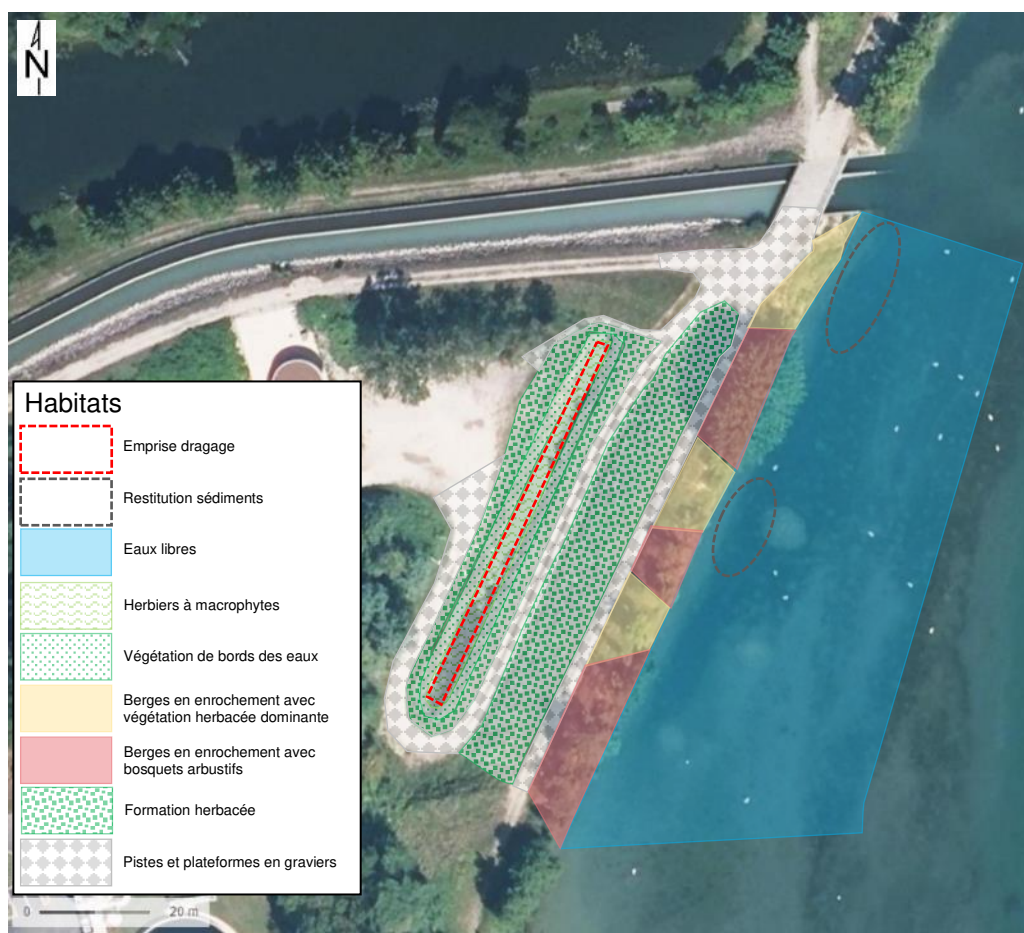 N
Habitats
Emprise dragage
Restitution sédiments
Eaux libres
Herbiers à macrophytes
Végétation de bords des eaux
Berges en enrochement avec
végétation herbacée dominante
Berges en enrochement avec
bosquets arbustifs
Formation herbacée
Pistes et plateformes en graviers
0 20 m